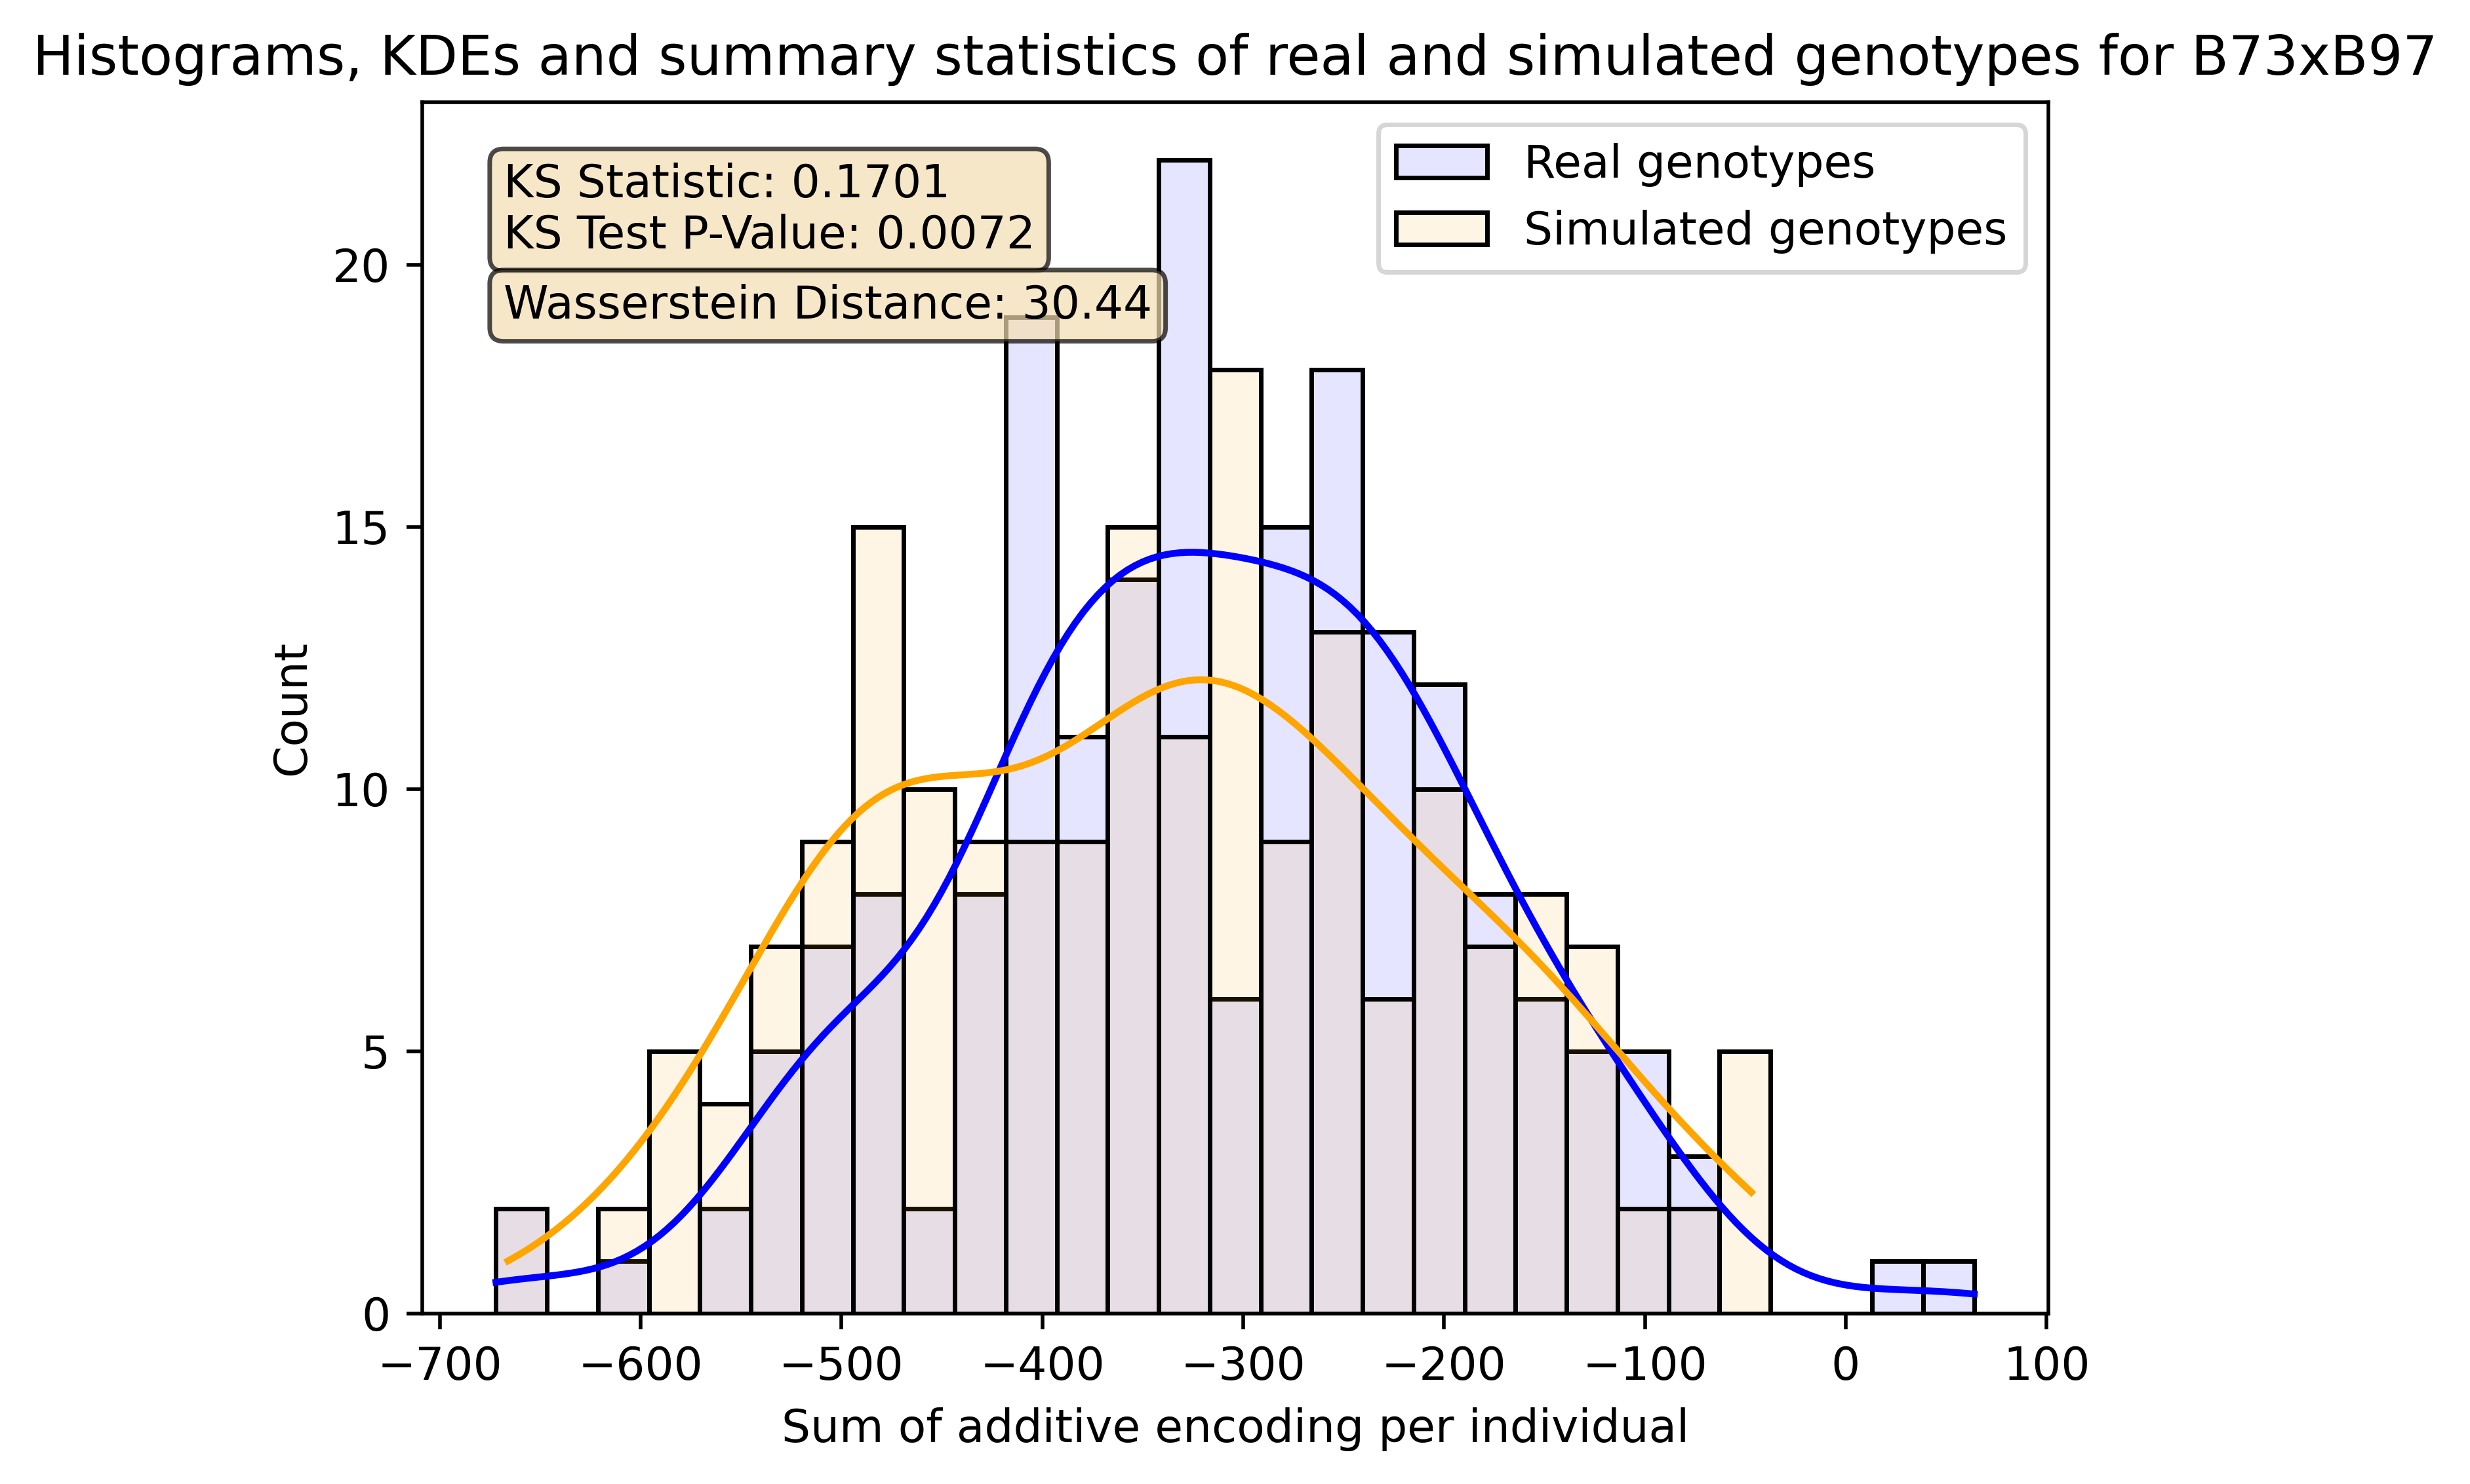 Histograms, KDEs and summary statistics of real and simulated genotypes for B73xB97
KS Statistic: 0.1701
KS Test P-Value: 0.0072
Wasserstein Distance: 30.44
Real genotypes
Simulated genotypes
Count
20
15
10
5
0
−700 −600 −500 −400 −300 −200 −100 0 100
Sum of additive encoding per individual